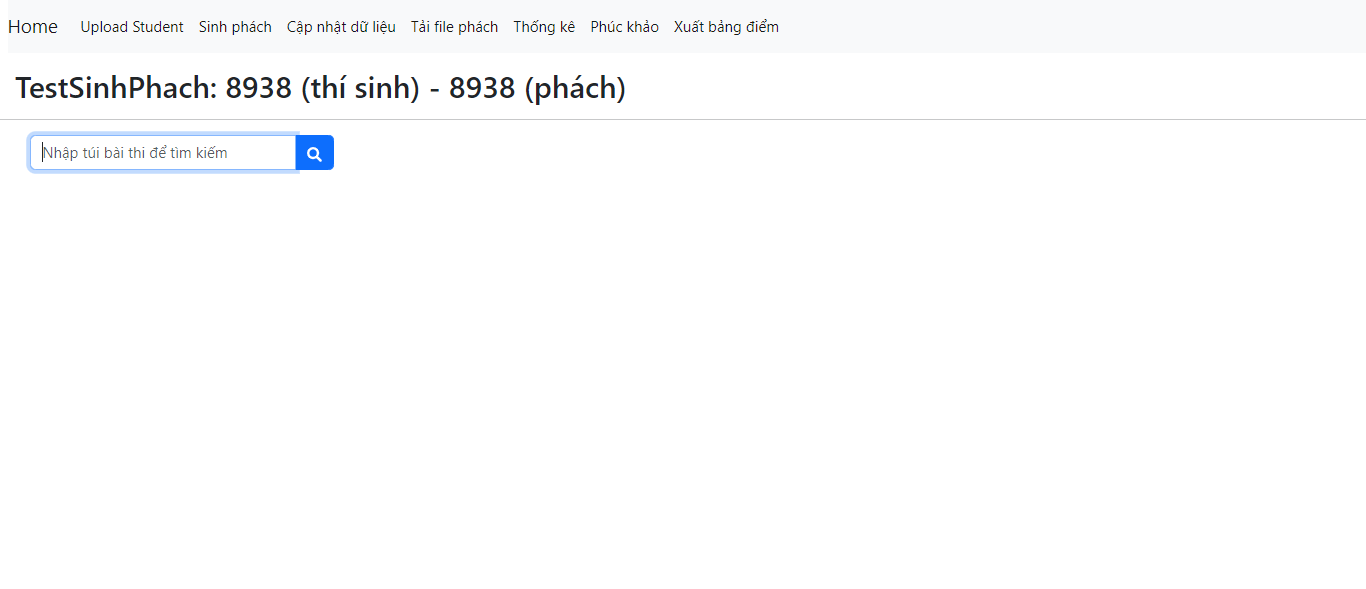 Home Upload Student Sinh phách Cập nhật dữ liệu Tải file phách Thống kê Phúc khảo Xuất bảng điểm
TestSinhPhach: 8938 (thí sinh) - 8938 (phách)
Nhập túi bài thi để tìm kiếm